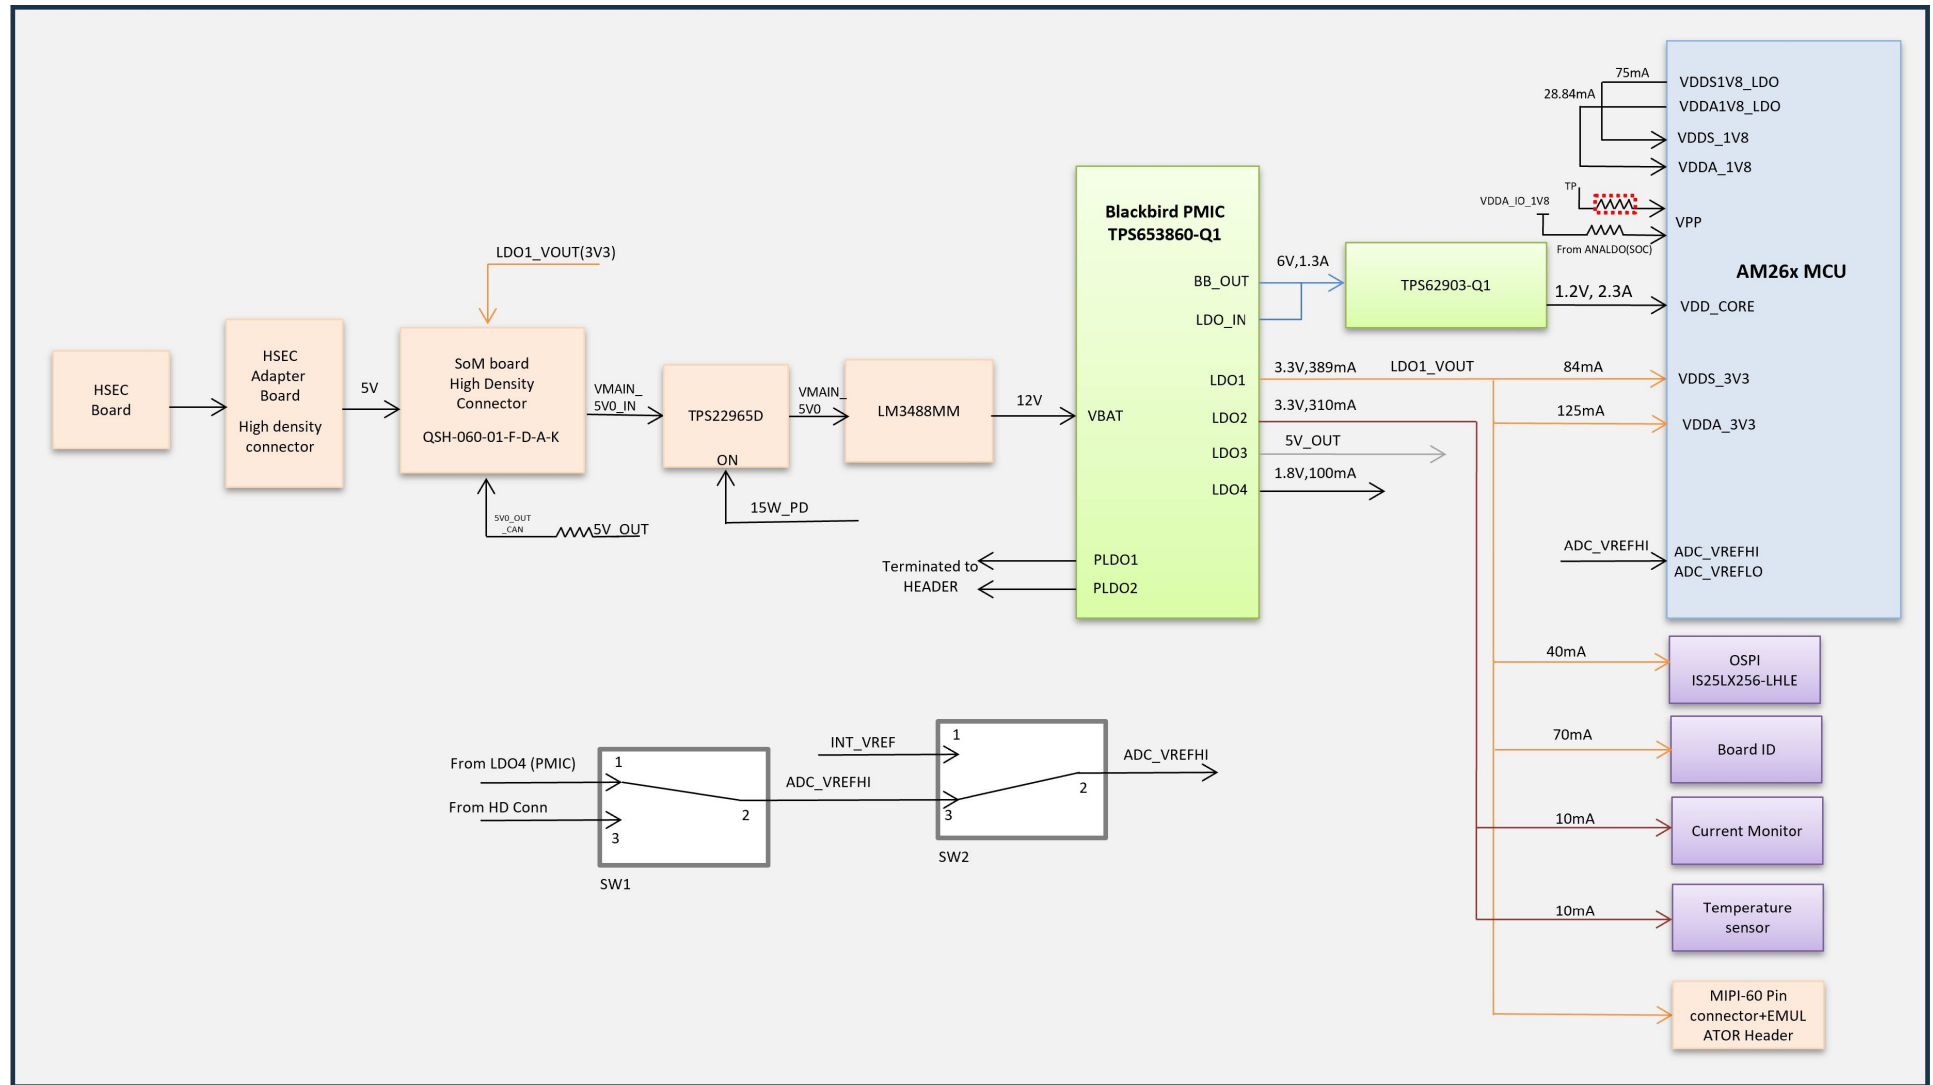 HSEC
Board
HSEC
Adapter
Board
High density
connector
5V
LDO1_VOUT(3V3)
SoM board
High Density
Connector
QSH-060-01-F-D-A-K
5V0_OUT
_CAN
5V_OUT
VMAIN_
5V0_IN
TPS22965D
ON
15W_PD
VMAIN_
5V0
LM3488MM
12V
Blackbird PMIC
TPS653860-Q1
BB_OUT
LDO_IN
LDO1
LDO2
LDO3
LDO4
VBAT
PLDO1
PLDO2
Terminated to
HEADER
6V,1.3A
TPS62903-Q1
1.2V, 2.3A
3.3V,389mA
LDO1_VOUT
84mA
3.3V,310mA
125mA
5V_OUT
1.8V,100mA
75mA
28.84mA
TP
VDDA_IO_1V8
From ANALDO(SOC)
VDDS1V8_LDO
VDDA1V8_LDO
VDDS_1V8
VDDA_1V8
VPP
AM26x MCU
VDD_CORE
VDDS_3V3
VDDA_3V3
ADC_VREFHI
ADC_VREFHI
ADC_VREFLO
40mA
OSPI
IS25LX256-LHLE
70mA
Board ID
10mA
Current Monitor
10mA
Temperature
sensor
MIPI-60 Pin
connector+EMUL
ATOR Header
From LDO4 (PMIC)
From HD Conn
1
2
3
SW1
ADC_VREFHI
INT_VREF
1
2
3
SW2
ADC_VREFHI